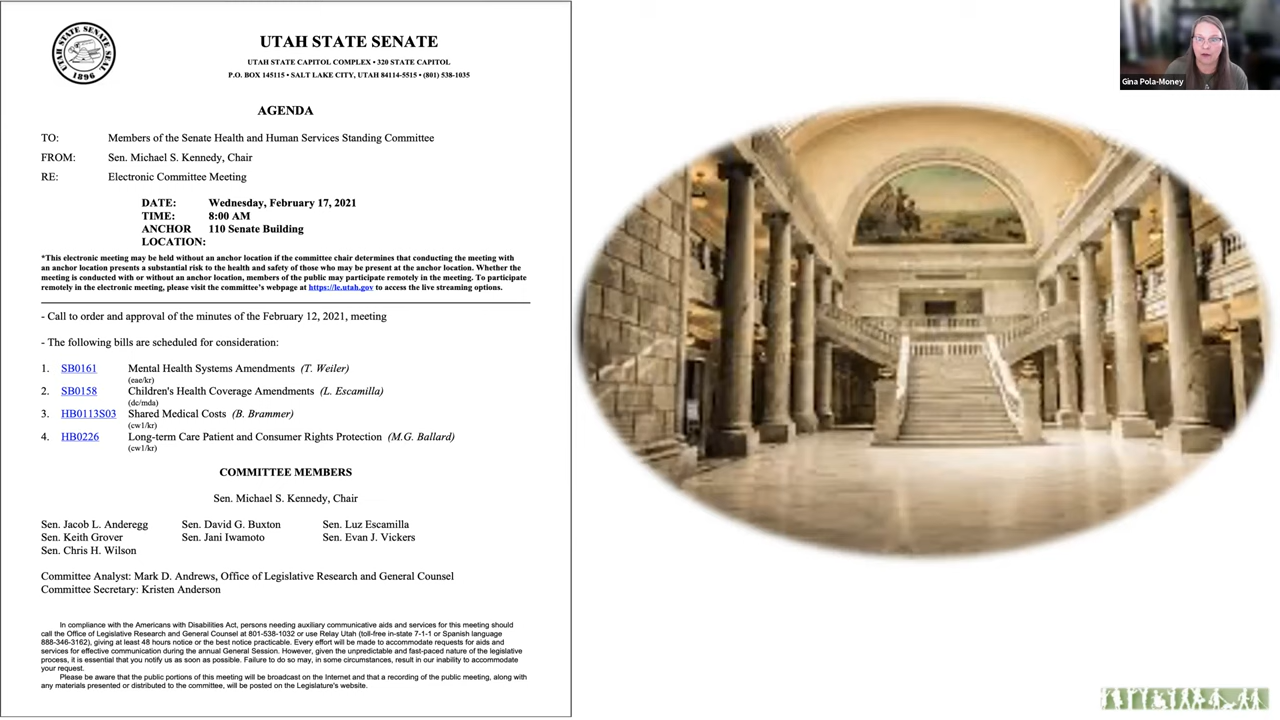 UTAH STATE SENATE SEAL
1896
UTAH STATE SENATE
UTAH STATE CAPITOL COMPLEX • 320 STATE CAPITOL
P.O. BOX 145115 • SALT LAKE CITY, UTAH 84114-5515 • (801) 538-1035
AGENDA
TO: Members of the Senate Health and Human Services Standing Committee
FROM: Sen. Michael S. Kennedy, Chair
RE: Electronic Committee Meeting
DATE: Wednesday, February 17, 2021
TIME: 8:00 AM
ANCHOR 110 Senate Building
LOCATION:
*This electronic meeting may be held without an anchor location if the committee chair determines that conducting the meeting with
an anchor location presents a substantial risk to the health and safety of those who may be present at the anchor location. Whether the
meeting is conducted with or without an anchor location, members of the public may participate remotely in the meeting. To participate
remotely in the electronic meeting, please visit the committee's webpage at https://le.utah.gov to access the live streaming options.
- Call to order and approval of the minutes of the February 12, 2021, meeting
- The following bills are scheduled for consideration:
1. SB0161 Mental Health Systems Amendments (T. Weiler)
(eae/kr)
2. SB0158 Children's Health Coverage Amendments (L. Escamilla)
(dc/mda)
3. HB0113S03 Shared Medical Costs (B. Brammer)
(cw1/kr)
4. HB0226 Long-term Care Patient and Consumer Rights Protection (M.G. Ballard)
(cw1/kr)
COMMITTEE MEMBERS
Sen. Michael S. Kennedy, Chair
Sen. Jacob L. Anderegg Sen. David G. Buxton Sen. Luz Escamilla
Sen. Keith Grover Sen. Jani Iwamoto Sen. Evan J. Vickers
Sen. Chris H. Wilson
Committee Analyst: Mark D. Andrews, Office of Legislative Research and General Counsel
Committee Secretary: Kristen Anderson
In compliance with the Americans with Disabilities Act, persons needing auxiliary communicative aids and services for this meeting should
call the Office of Legislative Research and General Counsel at 801-538-1032 or use Relay Utah (toll-free in-state 7-1-1 or Spanish language
888-346-3162), giving at least 48 hours notice or the best notice practicable. Every effort will be made to accommodate requests for aids and
services for effective communication during the annual General Session. However, given the unpredictable and fast-paced nature of the legislative
process, it is essential that you notify us as soon as possible. Failure to do so may, in some circumstances, result in our inability to accommodate
your request.
Please be aware that the public portions of this meeting will be broadcast on the Internet and that a recording of the public meeting, along with
any materials presented or distributed to the committee, will be posted on the Legislature's website.
Gina Pola-Money